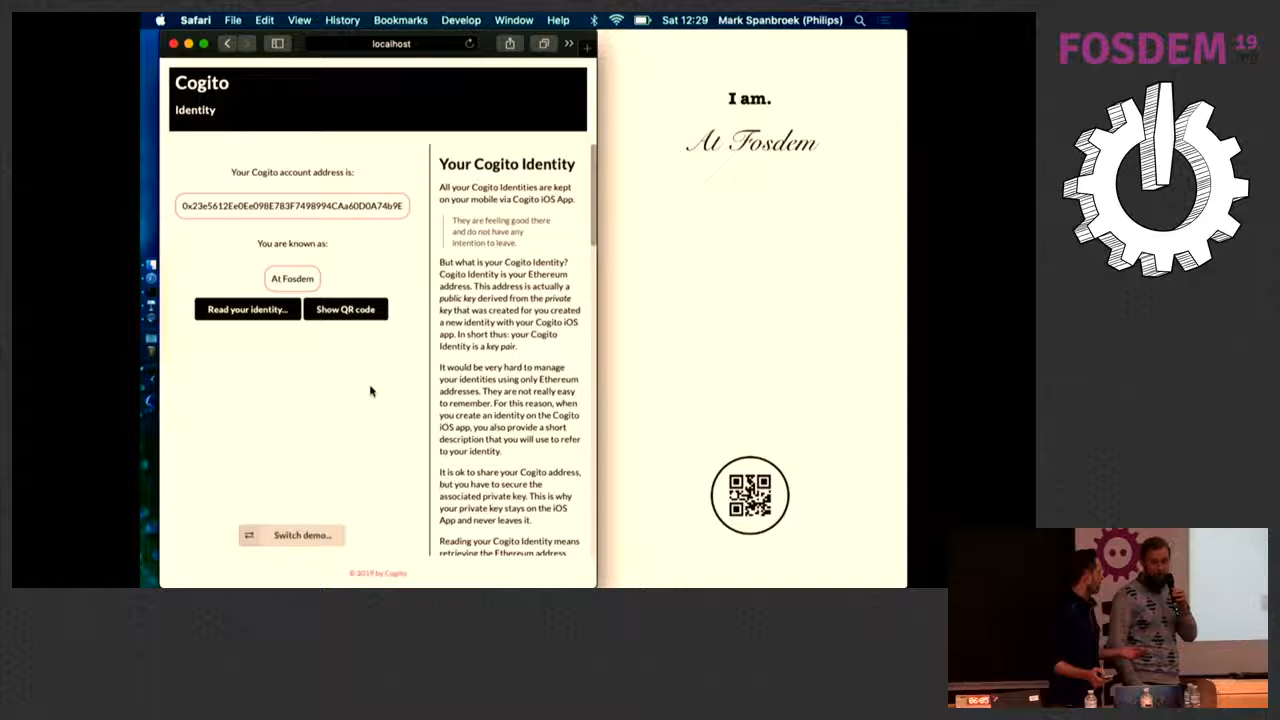 Safari File Edit View History Bookmarks Develop Window Help Sat 12:29 Mark Spanbroek (Philips)
localhost
Cogito
Identity
Your Cogito account address is:
0x23e5612Ee0Ee098E783F7498994CAa60D0A74b9E
You are known as:
At Fosdem
Read your identity... Show QR code
Switch demo...
© 2019 by Cogito
Your Cogito Identity
All your Cogito Identities are kept
on your mobile via Cogito iOS App.
They are feeling good there
and do not have any
intention to leave.
But what is your Cogito Identity?
Cogito Identity is your Ethereum
address. This address is actually a
public key derived from the private
key that was created for you created
a new identity with your Cogito iOS
app. In short thus: your Cogito
Identity is a key pair.
It would be very hard to manage
your identities using only Ethereum
addresses. They are not really easy
to remember. For this reason, when
you create an identity on the Cogito
iOS app, you also provide a short
description that you will use to refer
to your identity.
It is ok to share your Cogito address,
but you have to secure the
associated private key. This is why
your private key stays on the iOS
App and never leaves it.
Reading your Cogito Identity means
retrieving the Ethereum address
I am.
At Fosdem
FOSDEM 19
.org